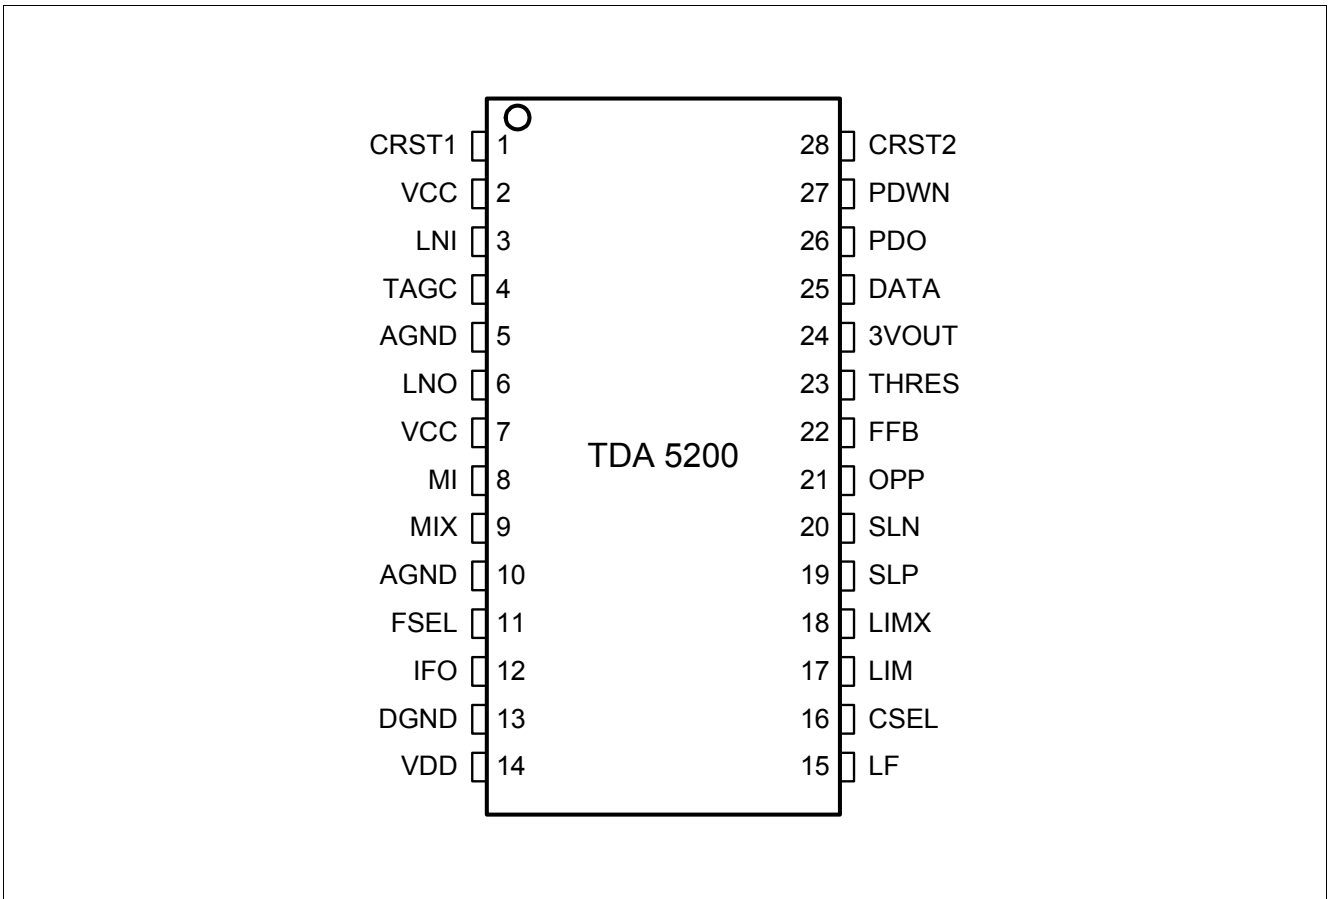 CRST1 1 28 CRST2
VCC 2 27 PDWN
LNI 3 26 PDO
TAGC 4 25 DATA
AGND 5 24 3VOUT
LNO 6 23 THRES
VCC 7 22 FFB
TDA 5200
MI 8 21 OPP
MIX 9 20 SLN
AGND 10 19 SLP
FSEL 11 18 LIMX
IFO 12 17 LIM
DGND 13 16 CSEL
VDD 14 15 LF